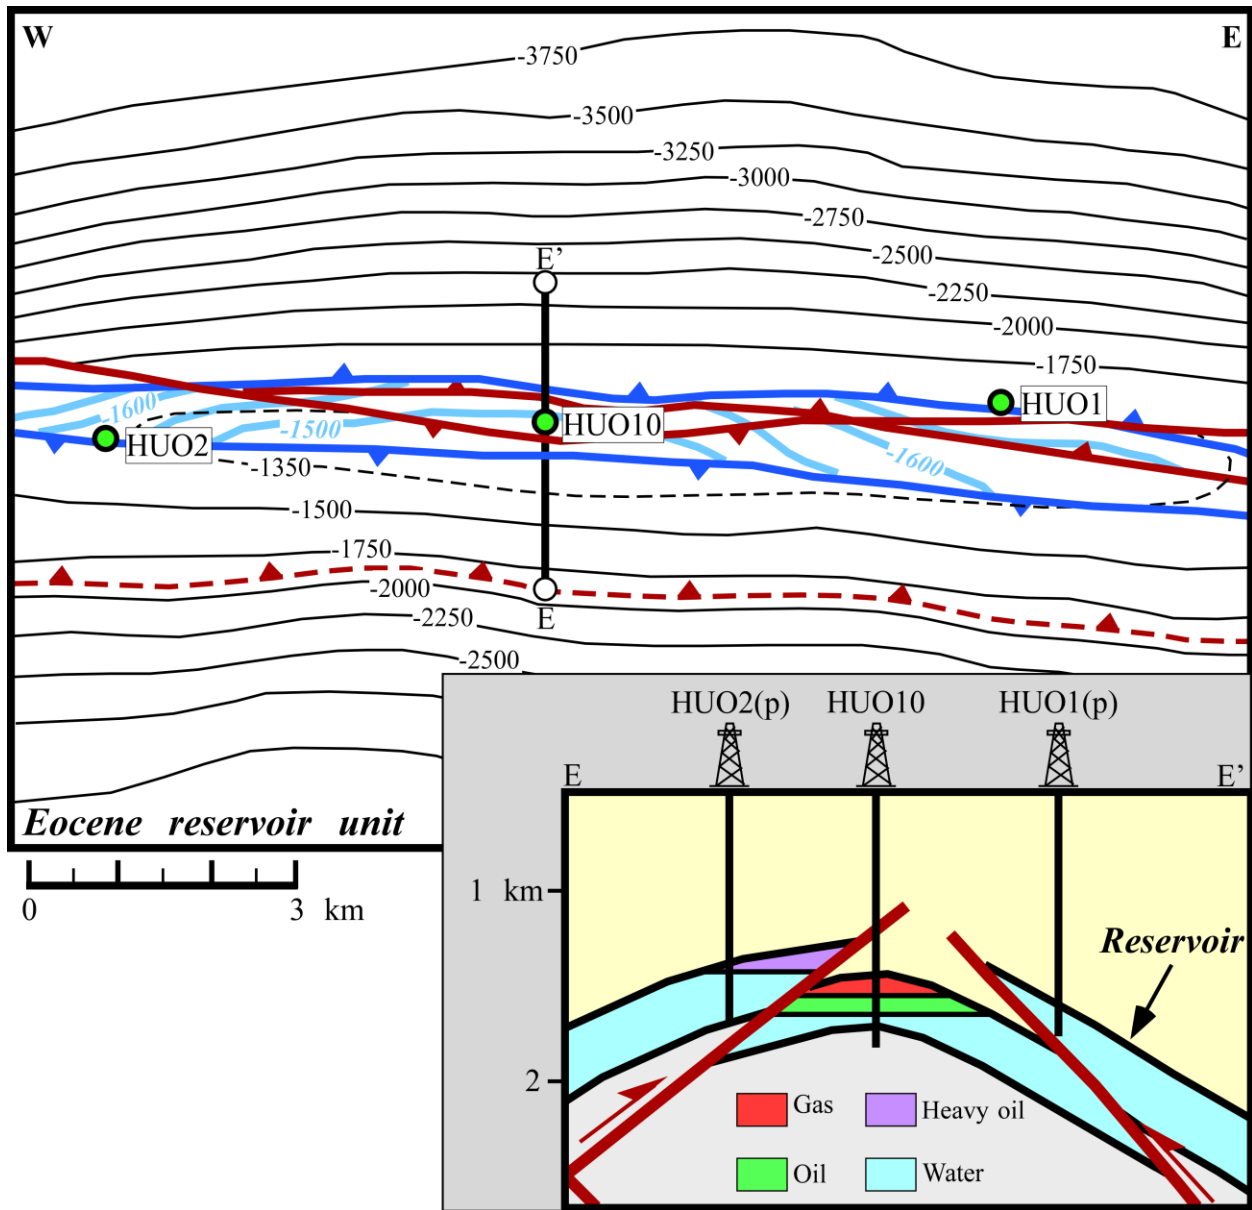 W
E
-3750
-3500
-3250
-3000
-2750
-2500
E’
-2250
-2000
-1750
-1600
HUO1
-1500
HUO10
HUO2
-1350
-1600
-1500
-1750
-2000
E
-2250
-2500
HUO2(p) HUO10 HUO1(p)
E E’
Eocene reservoir unit
1 km
0 3 km
Reservoir
2
Gas Heavy oil
Oil Water